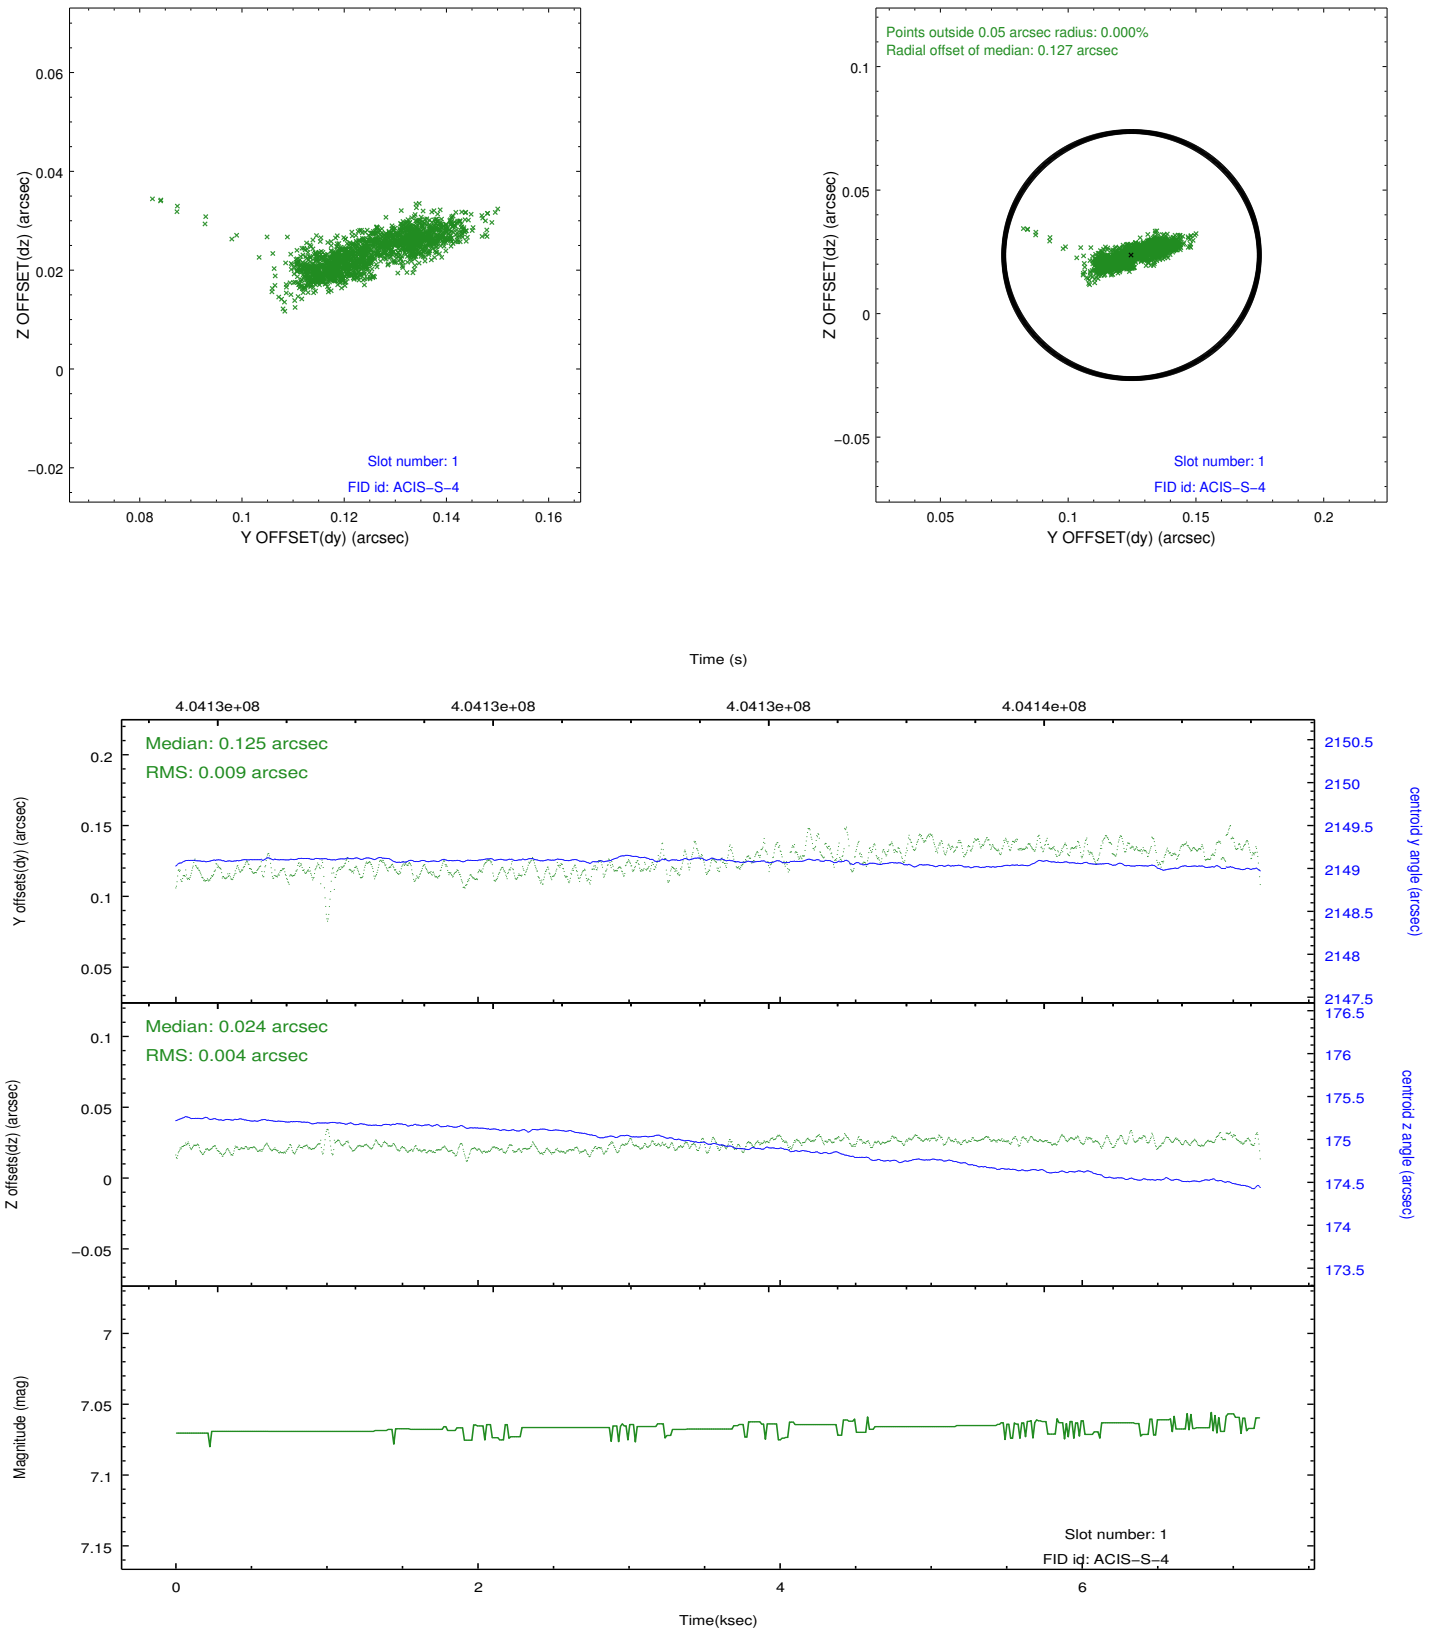 0.06
0.04
0.02
0
−0.02
Z OFFSET(dz) (arcsec)
Slot number: 1
FID id: ACIS−S−4
0.08 0.1 0.12 0.14 0.16
Y OFFSET(dy) (arcsec)
Points outside 0.05 arcsec radius: 0.000%
Radial offset of median: 0.127 arcsec
0.1
0.05
0
−0.05
Z OFFSET(dz) (arcsec)
Slot number: 1
FID id: ACIS−S−4
0.05 0.1 0.15 0.2
Y OFFSET(dy) (arcsec)
Time (s)
4.0413e+08 4.0413e+08 4.0413e+08 4.0414e+08
Median: 0.125 arcsec
RMS: 0.009 arcsec
0.2
0.15
0.1
0.05
Y offsets(dy) (arcsec)
2150.5
2150
2149.5
2149
2148.5
2148
2147.5
centroid y angle (arcsec)
Median: 0.024 arcsec
RMS: 0.004 arcsec
0.1
0.05
0
−0.05
Z offsets(dz) (arcsec)
176.5
176
175.5
175
174.5
174
173.5
centroid z angle (arcsec)
7
7.05
7.1
7.15
Magnitude (mag)
Slot number: 1
FID id: ACIS−S−4
0 2 4 6
Time(ksec)